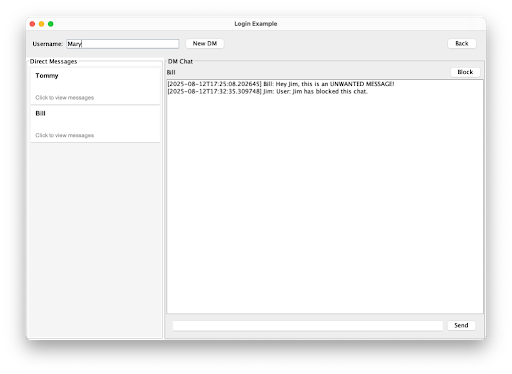 Login Example
Username: Mary New DM Back
Direct Messages
Tommy
Click to view messages
Bill
Click to view messages
DM Chat
Bill Block
[2025-08-12T17:25:08.202645] Bill: Hey Jim, this is an UNWANTED MESSAGE!
[2025-08-12T17:32:35.309748] Jim: User: Jim has blocked this chat.
Send